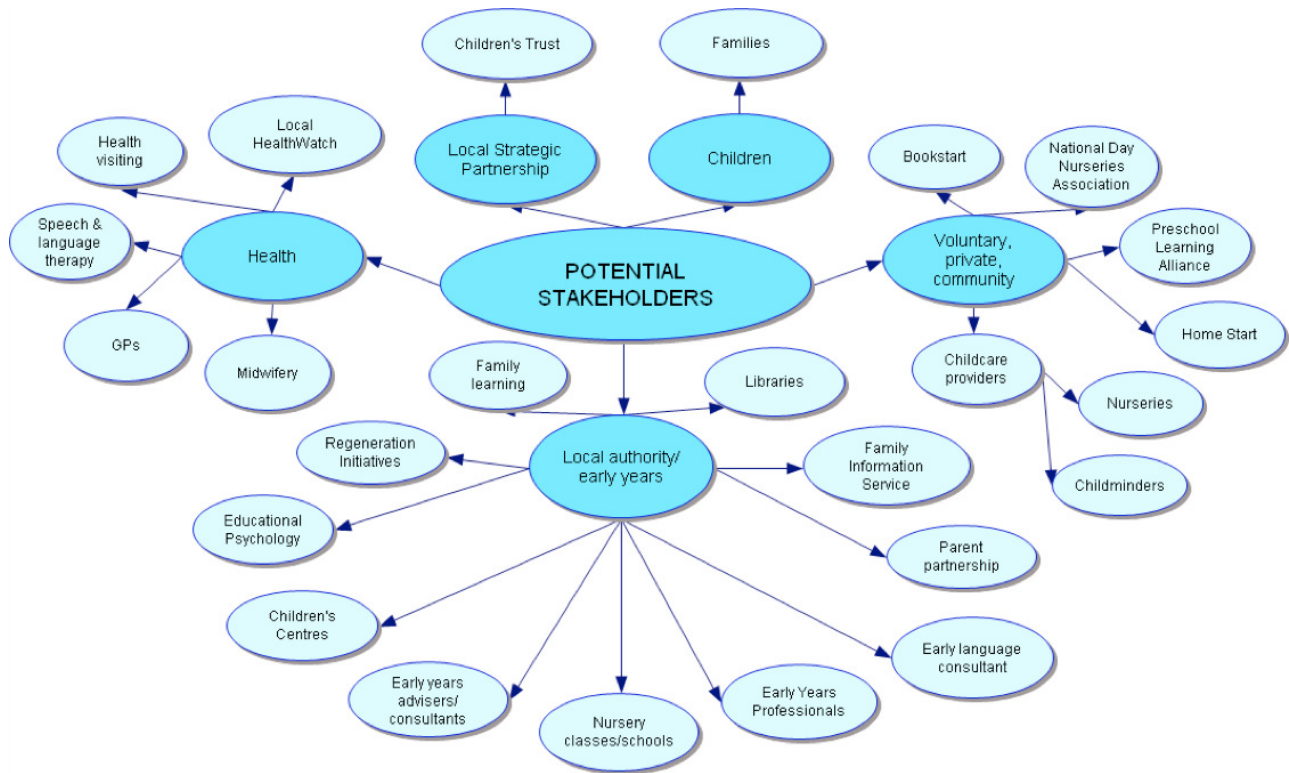 Children's Trust
Families
Local
HealthWatch
Health
visiting
Local Strategic
Partnership
Children
Bookstart
National Day
Nurseries
Association
Speech &
language
therapy
Health
POTENTIAL
STAKEHOLDERS
Voluntary,
private,
community
Preschool
Learning
Alliance
GPs
Midwifery
Home Start
Childcare
providers
Nurseries
Childminders
Family
learning
Libraries
Regeneration
Initiatives
Local authority/
early years
Family
Information
Service
Educational
Psychology
Parent
partnership
Children's
Centres
Early language
consultant
Early years
advisers/
consultants
Nursery
classes/schools
Early Years
Professionals